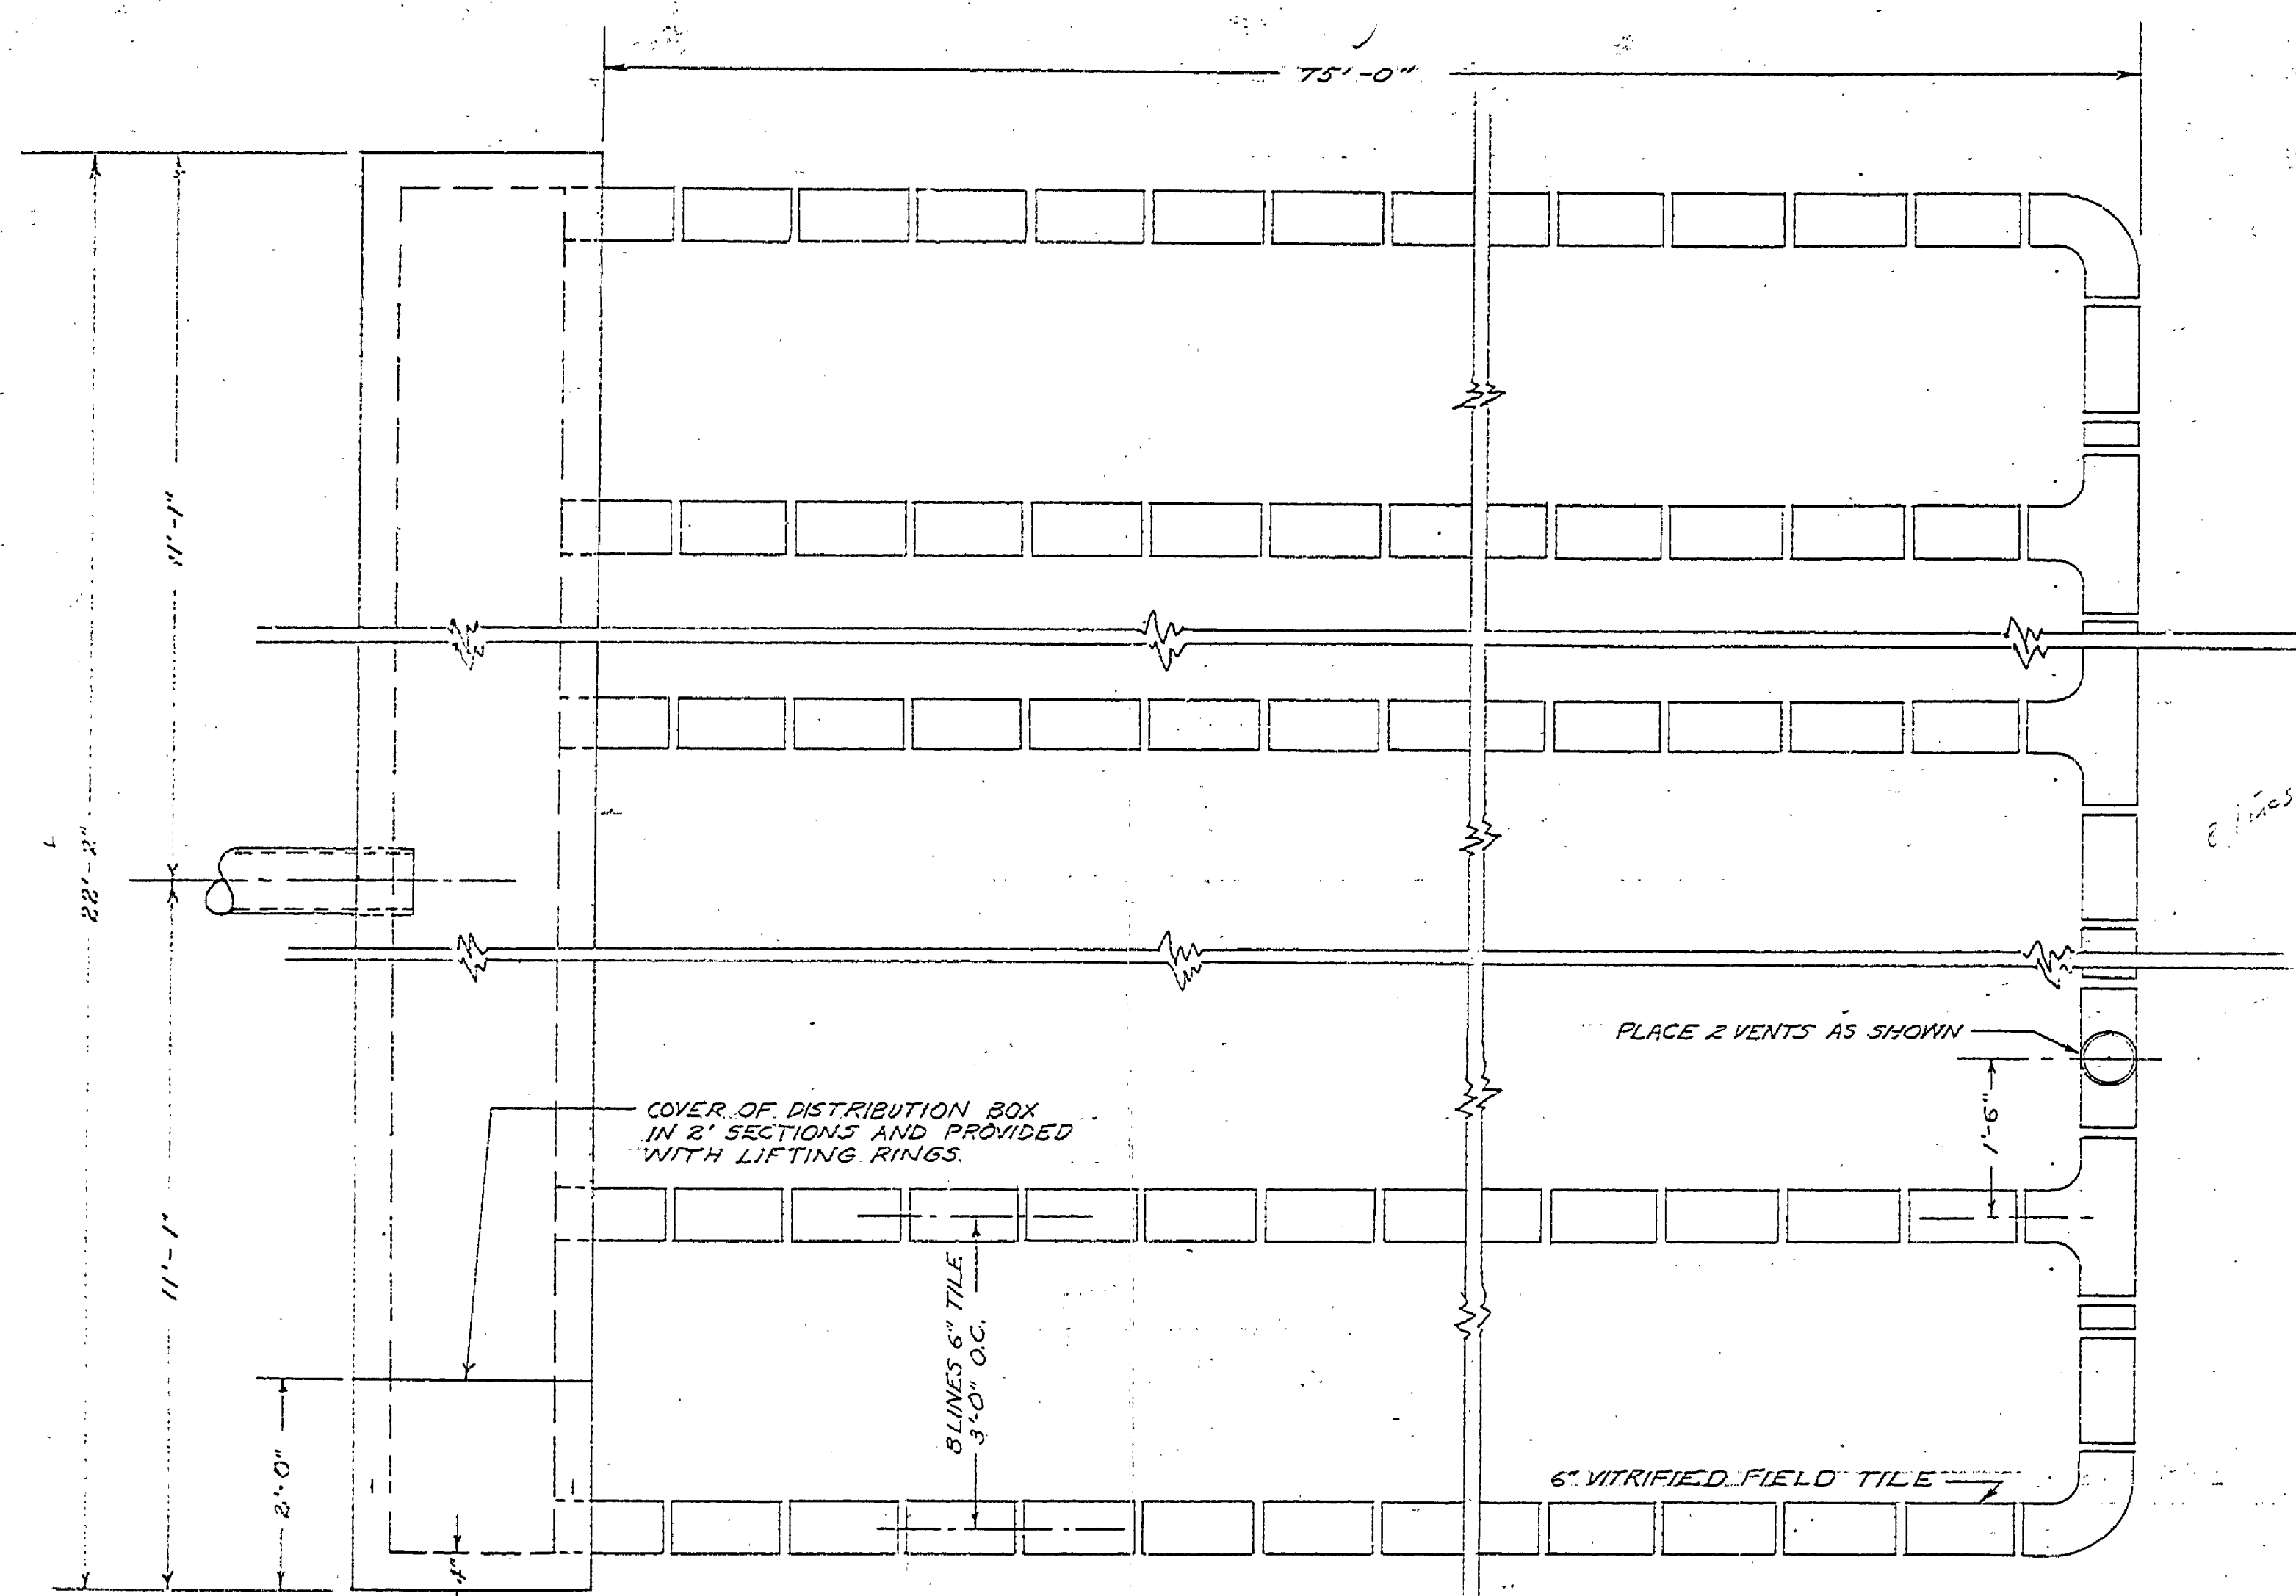 75'-0"
11'-1"
22'-2"
8 lines
PLACE 2 VENTS AS SHOWN
COVER OF DISTRIBUTION BOX
IN 2' SECTIONS AND PROVIDED
WITH LIFTING RINGS.
1'-6"
11'-1"
8 LINES 6" TILE
3'-0" O.C.
2'-0"
6" VITRIFIED FIELD TILE
4"